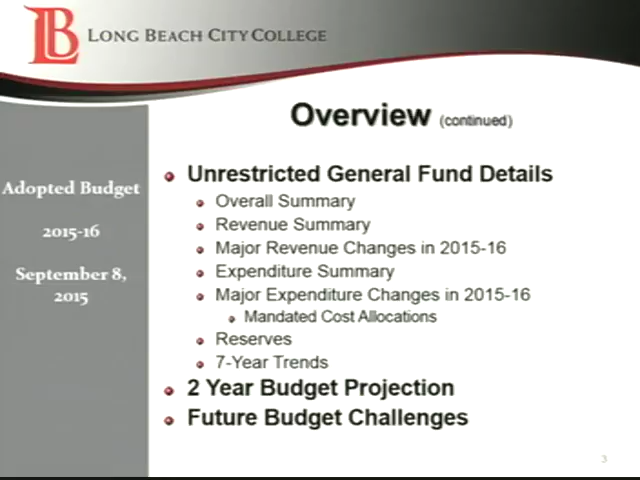 LB LONG BEACH CITY COLLEGE
Overview (continued)
Adopted Budget
2015-16
September 8,
2015
Unrestricted General Fund Details
Overall Summary
Revenue Summary
Major Revenue Changes in 2015-16
Expenditure Summary
Major Expenditure Changes in 2015-16
Mandated Cost Allocations
Reserves
7-Year Trends
2 Year Budget Projection
Future Budget Challenges
3